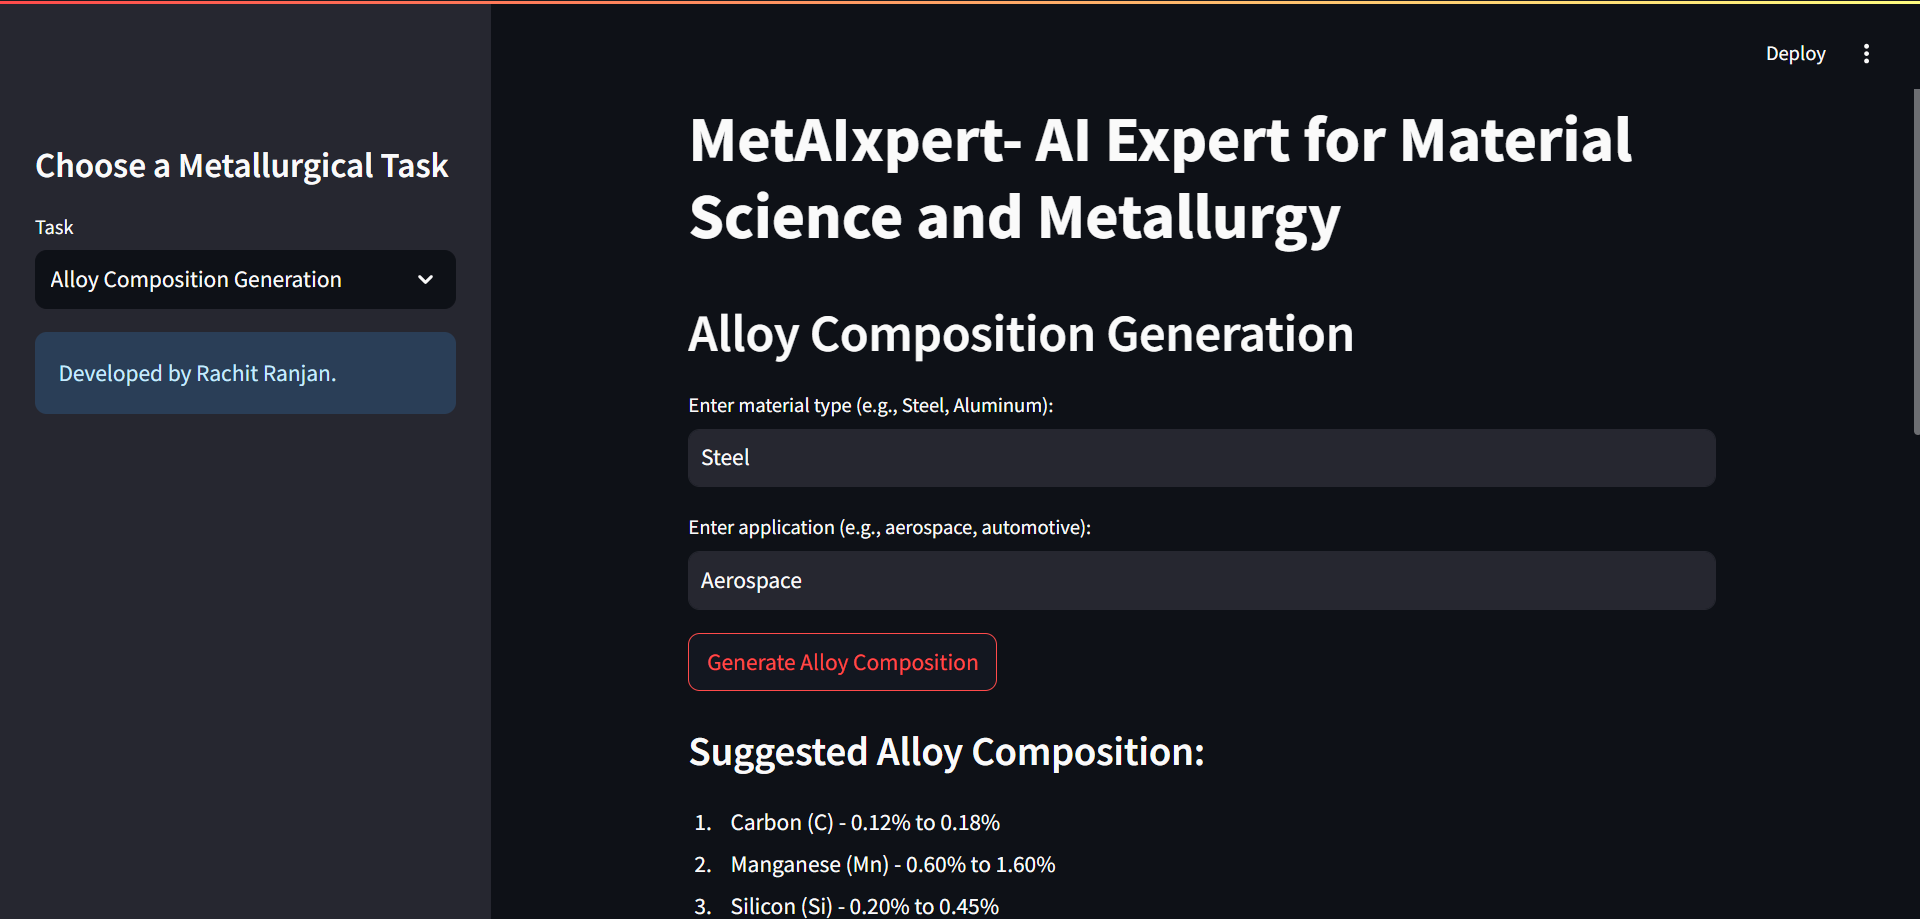 Deploy
Choose a Metallurgical Task
Task
Alloy Composition Generation
Developed by Rachit Ranjan.
MetAIxpert- AI Expert for Material
Science and Metallurgy
Alloy Composition Generation
Enter material type (e.g., Steel, Aluminum):
Steel
Enter application (e.g., aerospace, automotive):
Aerospace
Generate Alloy Composition
Suggested Alloy Composition:
1. Carbon (C) - 0.12% to 0.18%
2. Manganese (Mn) - 0.60% to 1.60%
3. Silicon (Si) - 0.20% to 0.45%